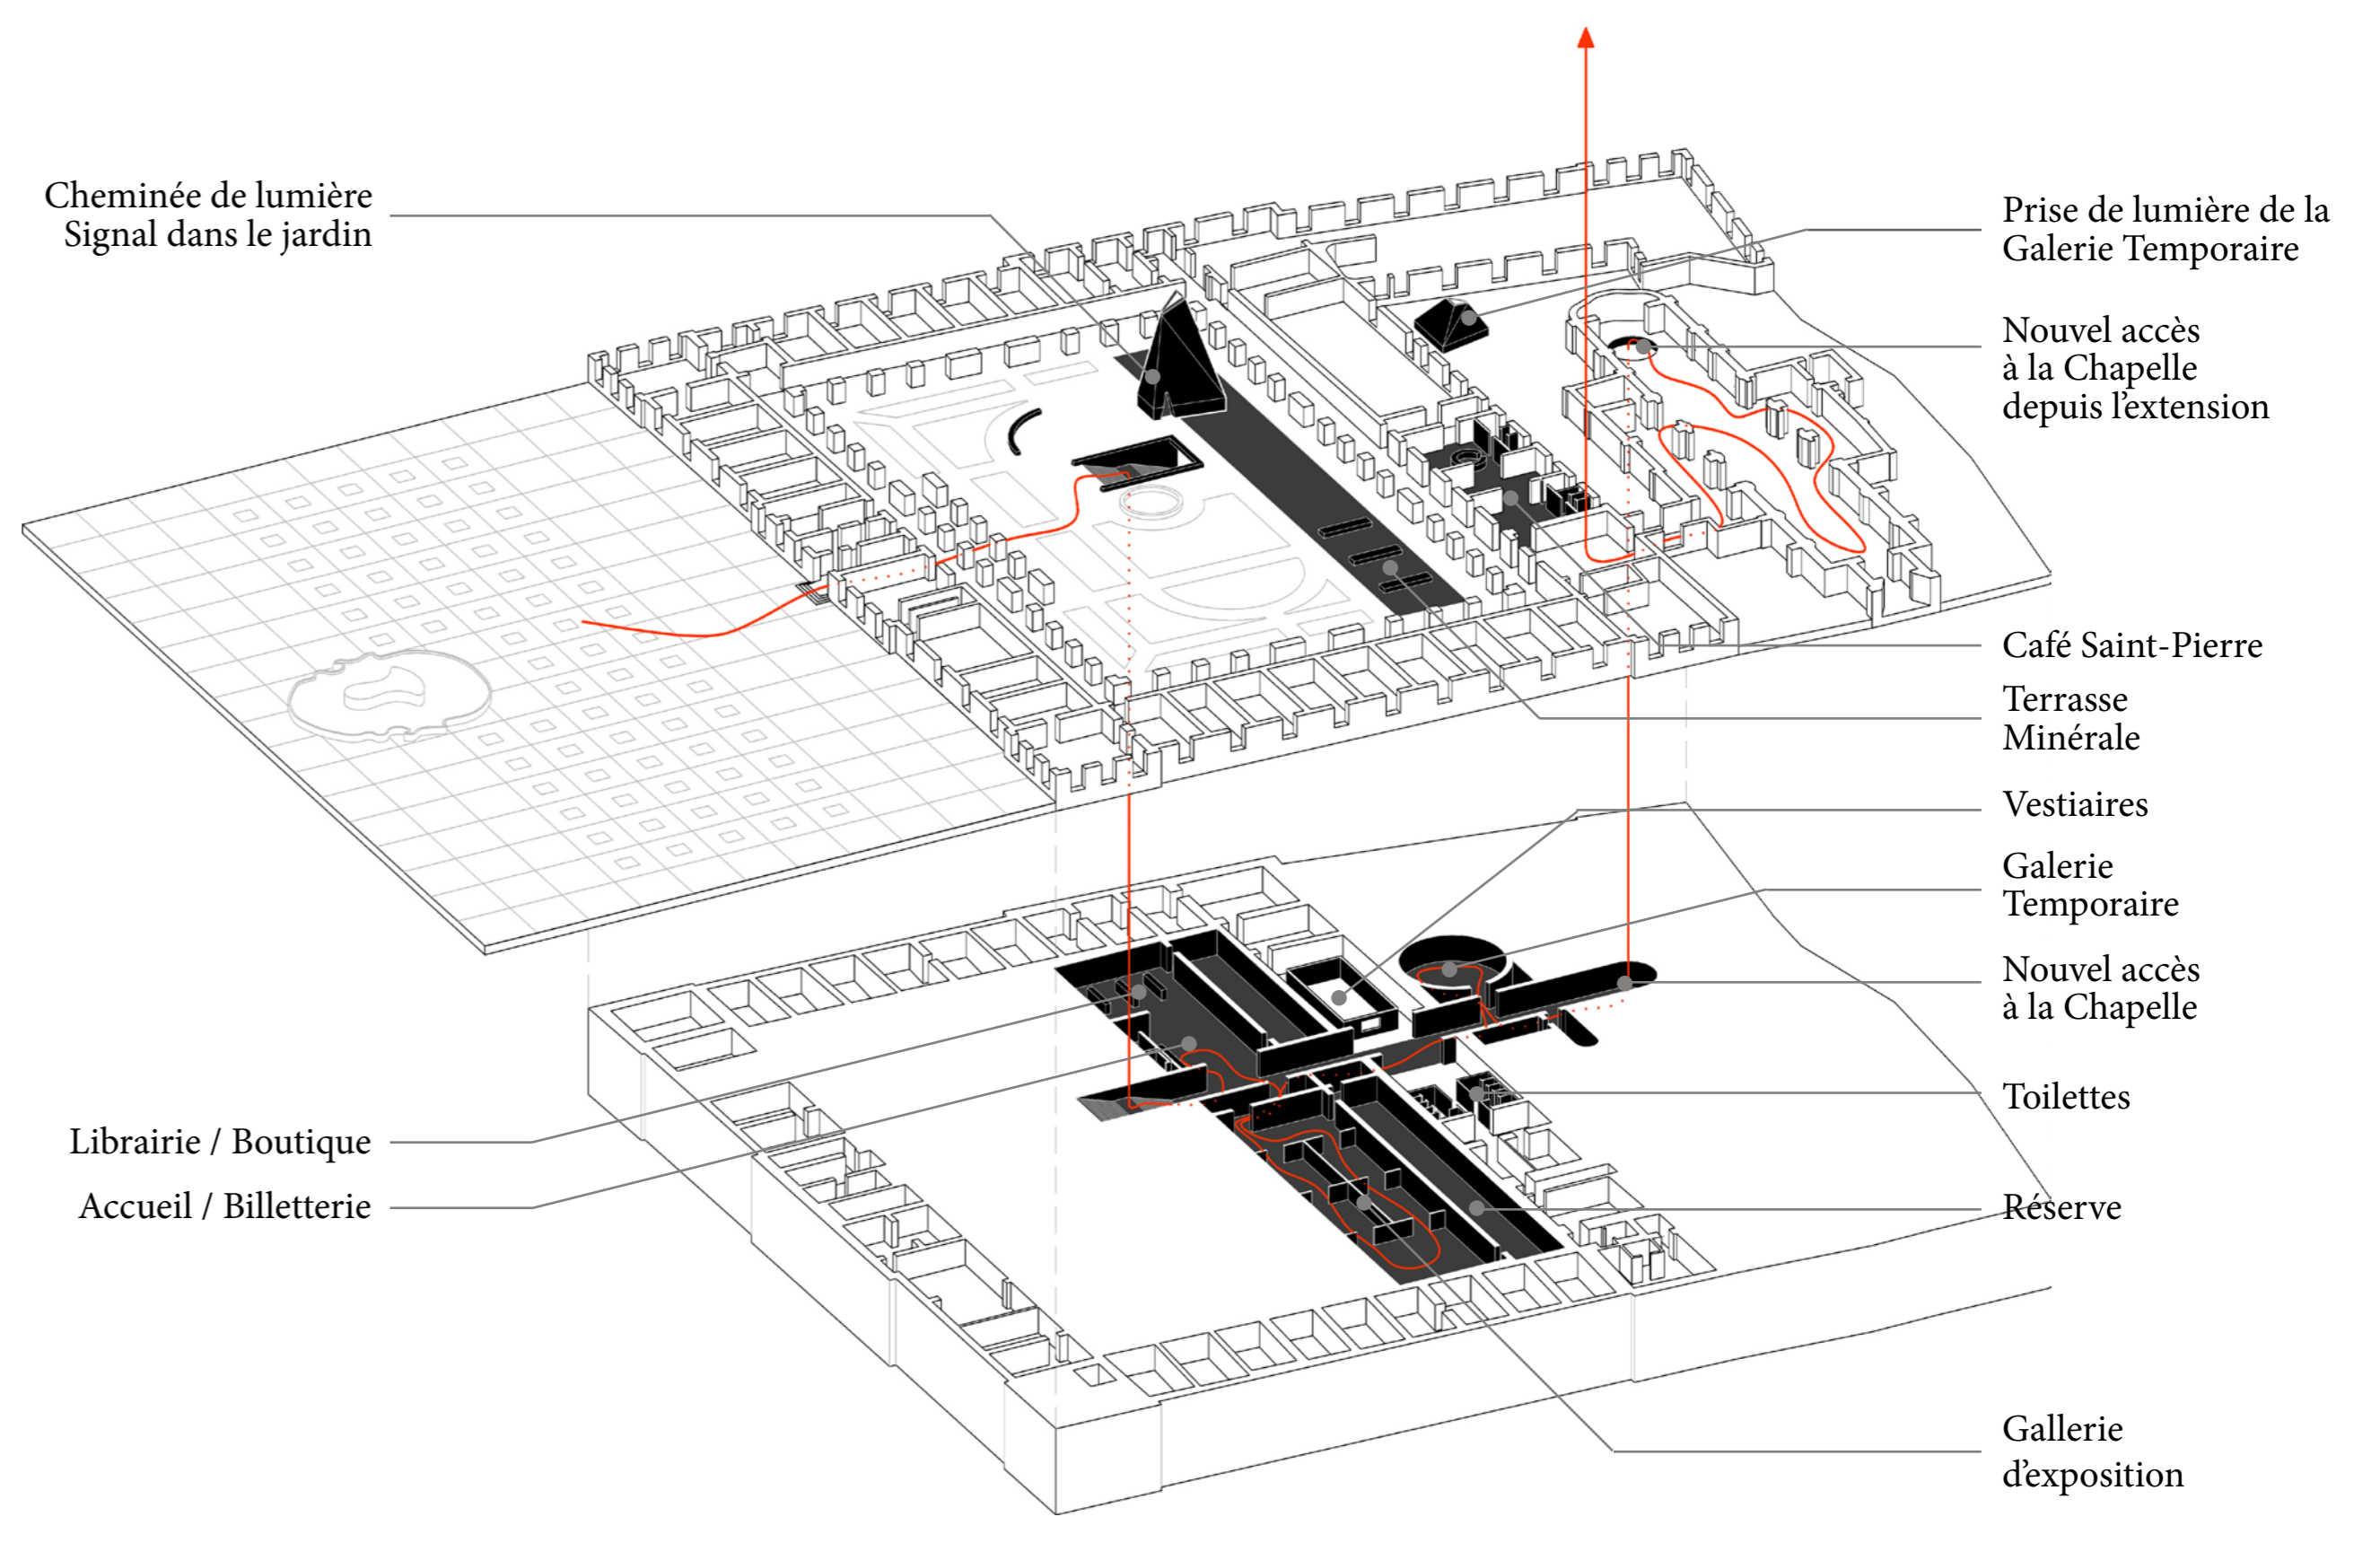 Cheminée de lumière
Signal dans le jardin
Prise de lumière de la
Galerie Temporaire
Nouvel accès
à la Chapelle
depuis l'extension
Café Saint-Pierre
Terrasse
Minérale
Vestiaires
Galerie
Temporaire
Nouvel accès
à la Chapelle
Toilettes
Librairie / Boutique
Accueil / Billetterie
Réserve
Gallerie
d'exposition